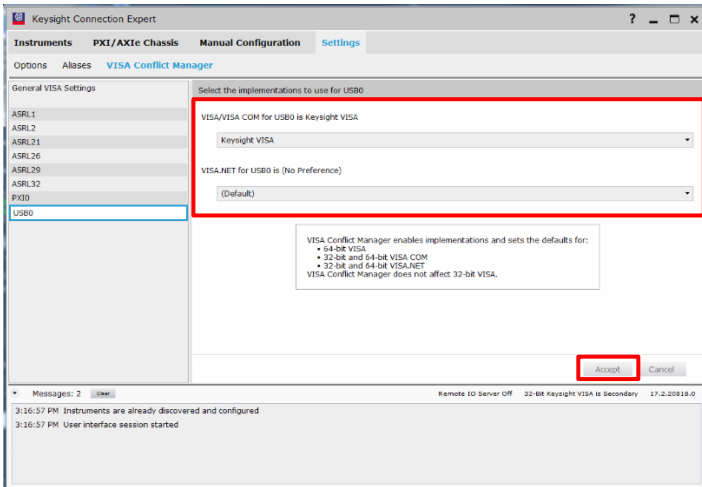 Keysight Connection Expert
Instruments PXI/AXIe Chassis Manual Configuration Settings
Options Aliases VISA Conflict Manager
General VISA Settings
ASRL1
ASRL2
ASRL21
ASRL26
ASRL29
ASRL32
PXI0
USB0
Select the implementations to use for USB0
VISA/VISA COM for USB0 is Keysight VISA
Keysight VISA
VISA.NET for USB0 is (No Preference)
(Default)
VISA Conflict Manager enables implementations and sets the defaults for:
• 64-bit VISA
• 32-bit and 64-bit VISA COM
• 32-bit and 64-bit VISA.NET
VISA Conflict Manager does not affect 32-bit VISA.
Accept Cancel
Messages: 2 Clear Remote IO Server Off 32-Bit Keysight VISA is Secondary 17.2.20818.0
3:16:57 PM Instruments are already discovered and configured
3:16:57 PM User interface session started